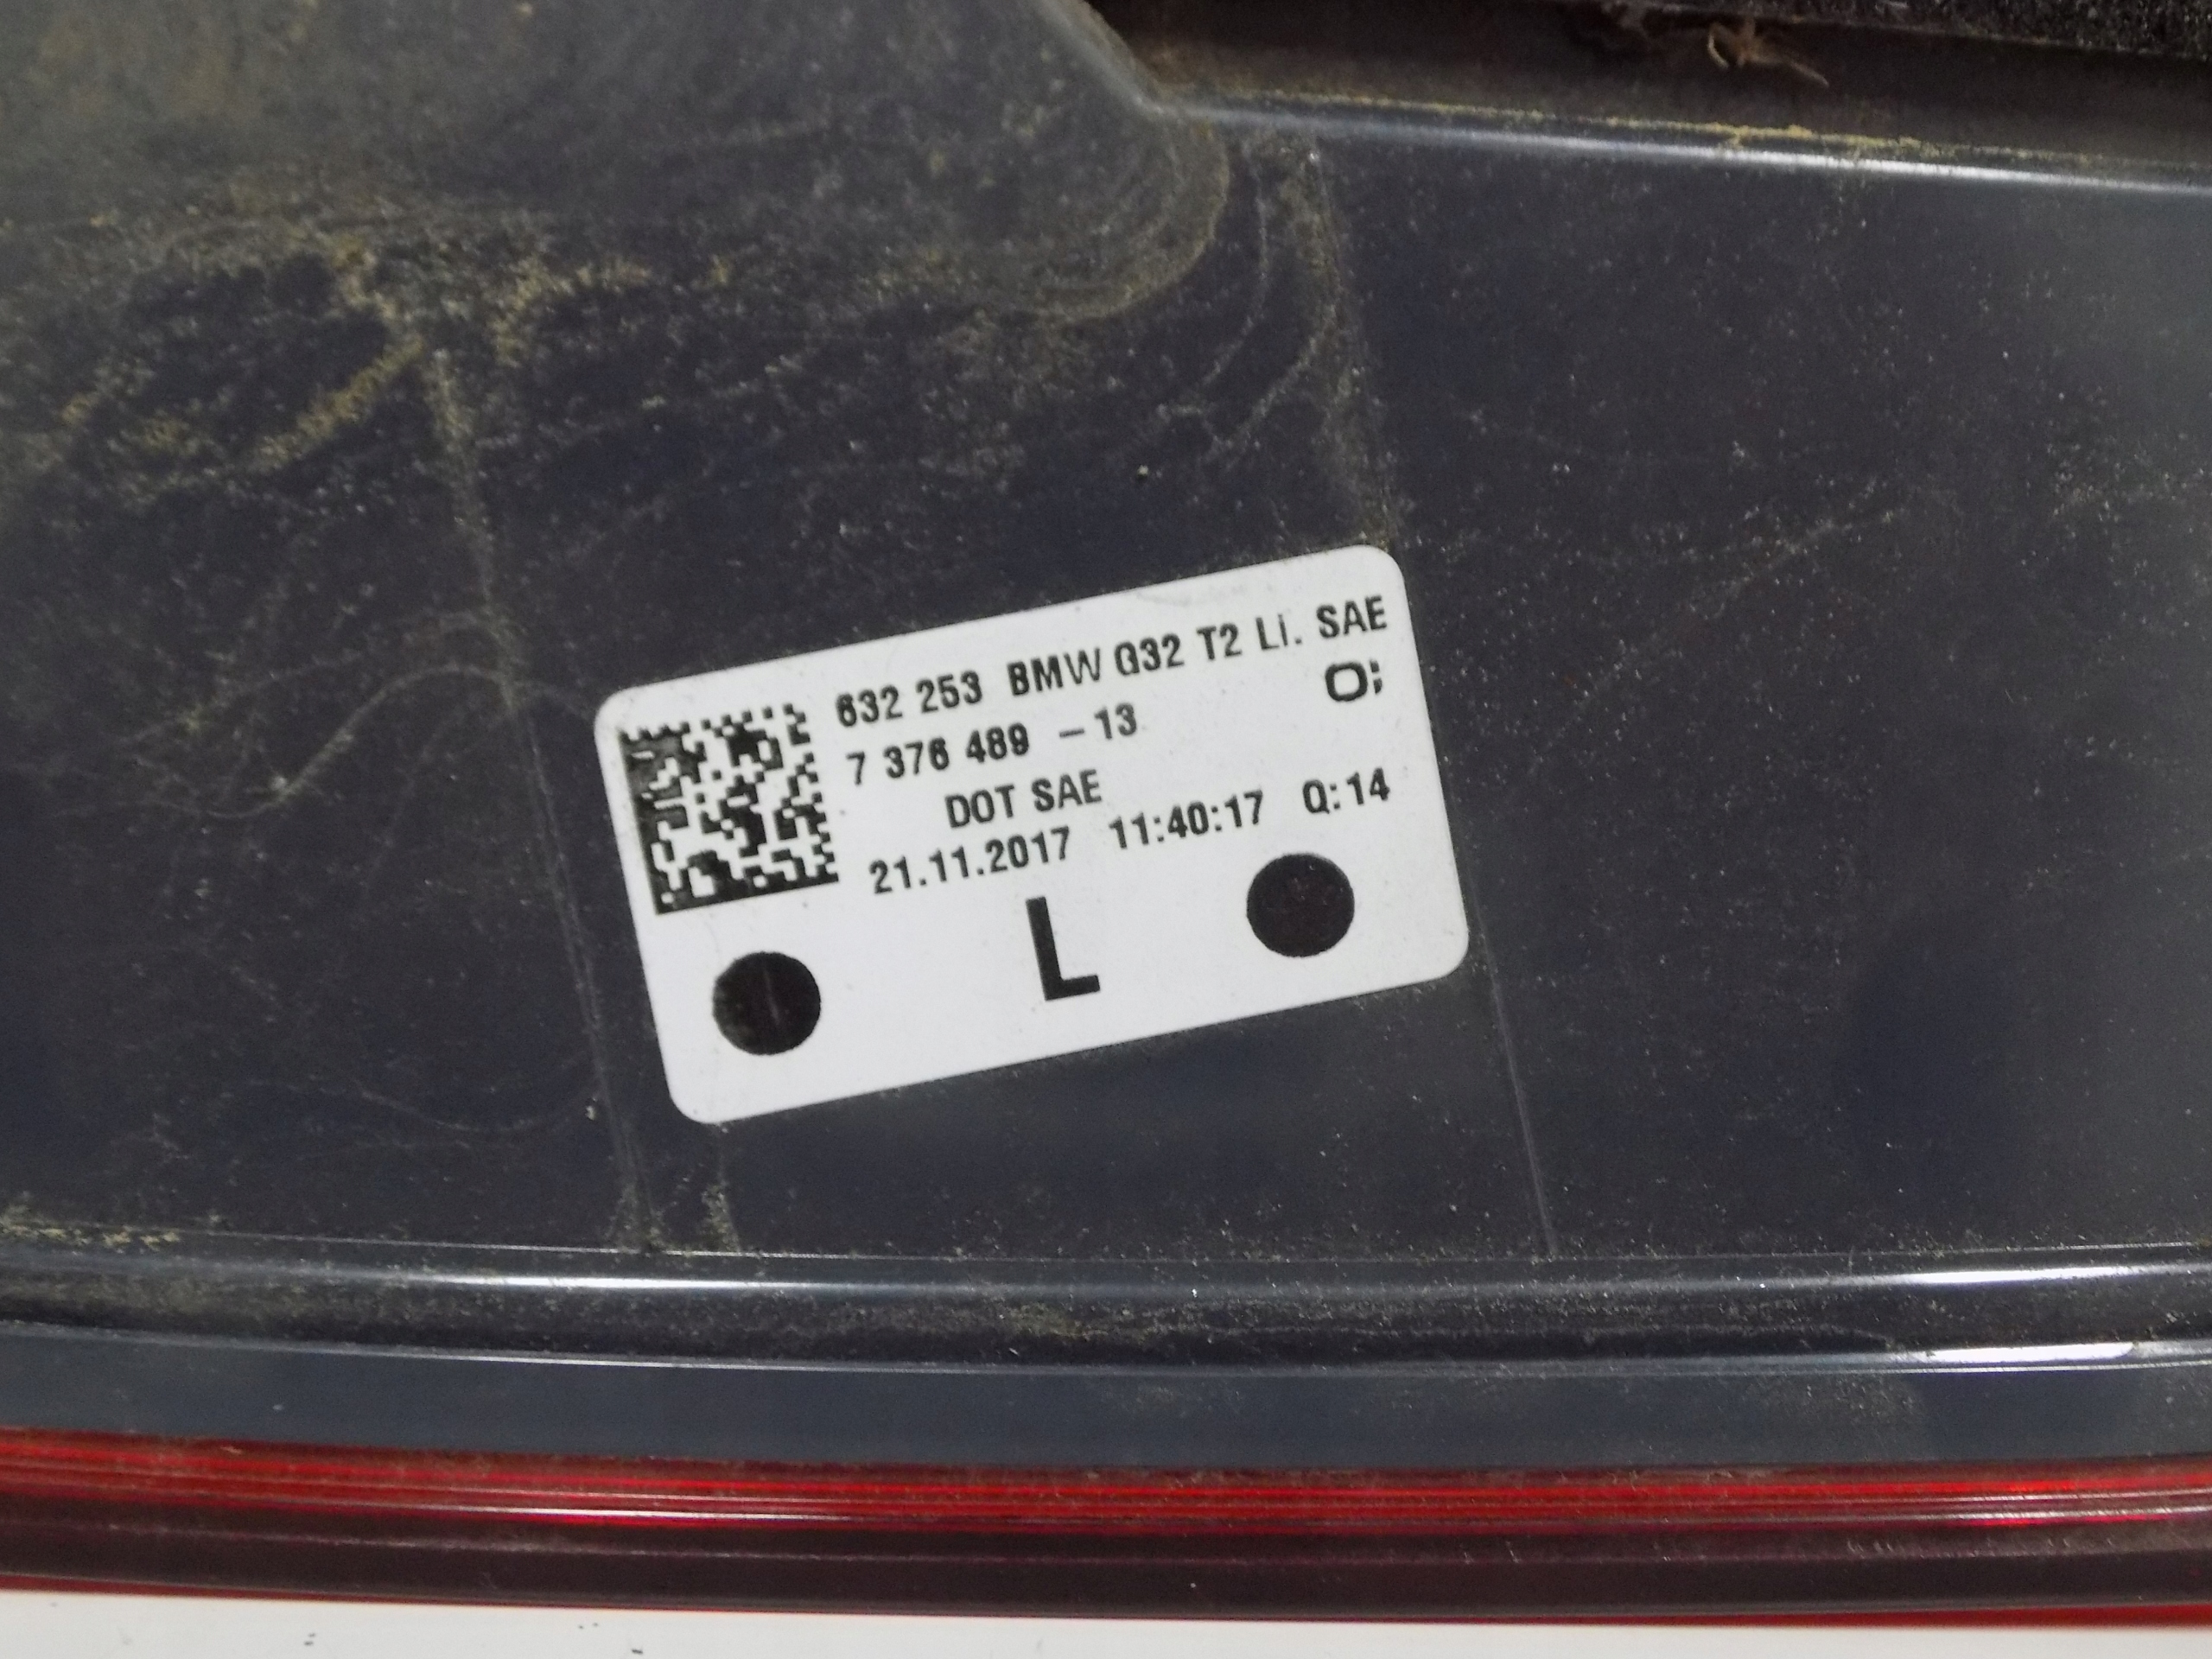 632 253 BMW G32 T2 Li. SAE
7 376 489 - 13
DOT SAE
21.11.2017 11:40:17 Q:14
L